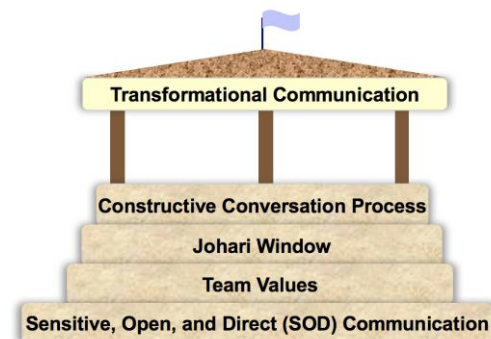 Transformational Communication
Constructive Conversation Process
Johari Window
Team Values
Sensitive, Open, and Direct (SOD) Communication